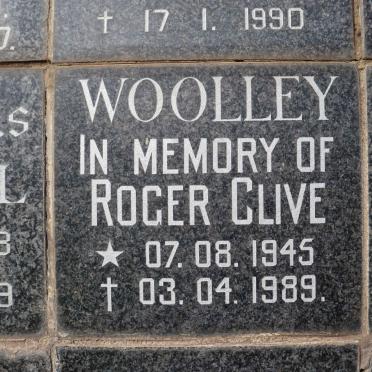 † 17 1. 1990
WOOLLEY
IN MEMORY OF
ROGER CLIVE
★ 07. 08. 1945
† 03. 04. 1989.